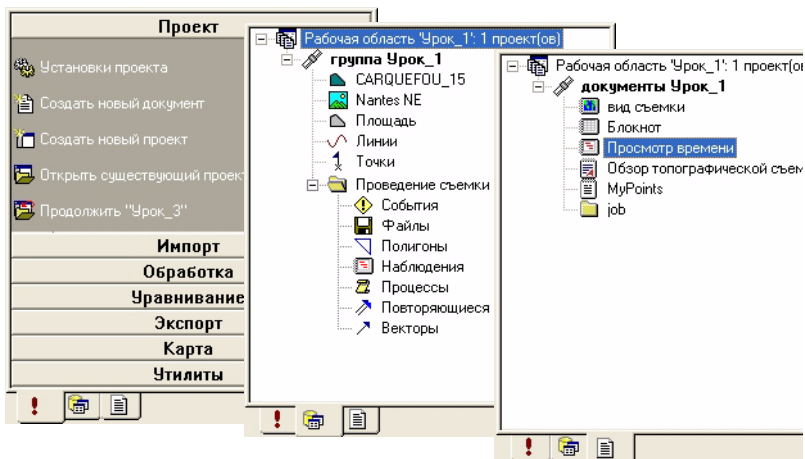 Проект
Установки проекта
Создать новый документ
Создать новый проект
Открыть существующий проект
Продолжить "Урок_3"
Импорт
Обработка
Уравнивание
Экспорт
Карта
Утилиты
Рабочая область 'Урок_1': 1 проект(ов)
группа Урок_1
CARQUEFOU_15
Nantes NE
Площадь
Линии
Точки
Проведение съемки
События
Файлы
Полигоны
Наблюдения
Процессы
Повторяющиеся
Векторы
Рабочая область 'Урок_1': 1 проект(ов
документы Урок_1
вид съемки
Блокнот
Просмотр времени
Обзор топографической съем
MyPoints
job